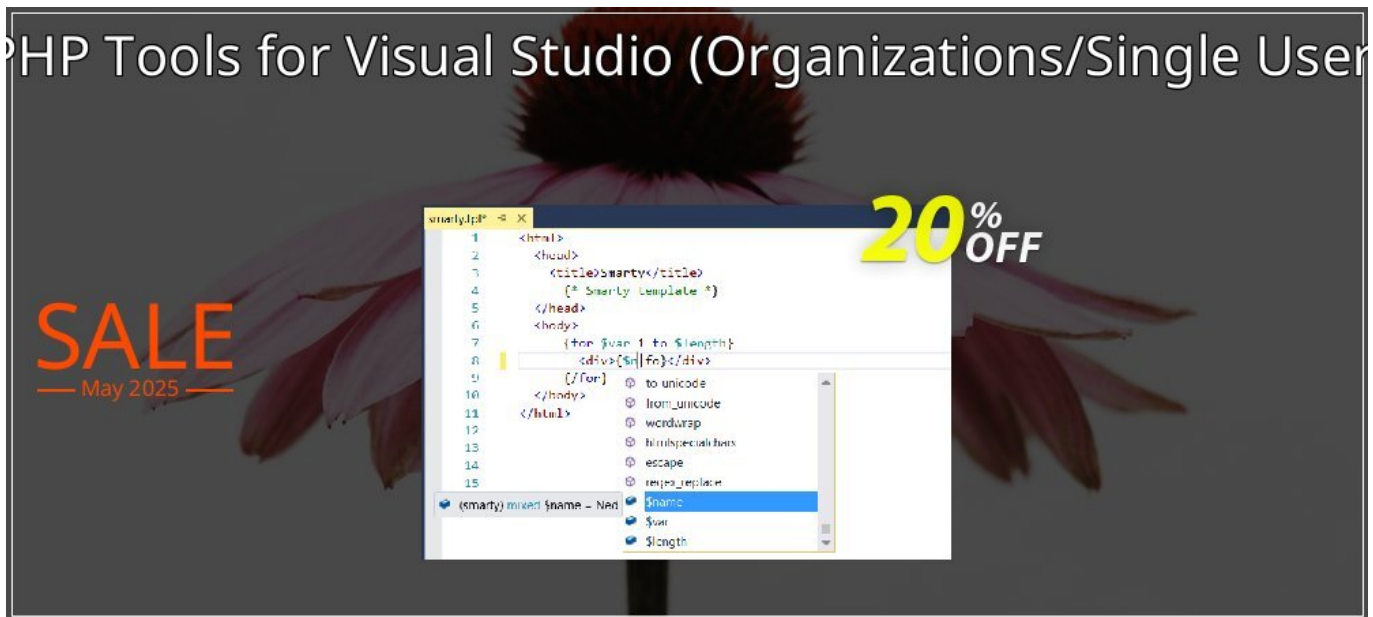 PHP Tools for Visual Studio (Organizations/Single User
20% OFF
SALE
May 2025
smarty.tpl*
1 <html>
2 <head>
3 <title>Smarty</title>
4 {* Smarty template *}
5 </head>
6 <body>
7 {for $var 1 to $length}
8 <div>{$n|fo}</div>
9 {/for}
10 </body>
11 </html>
12
13
14
15
to_unicode
from_unicode
wordwrap
htmlspecialchars
escape
regex_replace
$name
$var
$length
(smarty) mixed $name = Ned